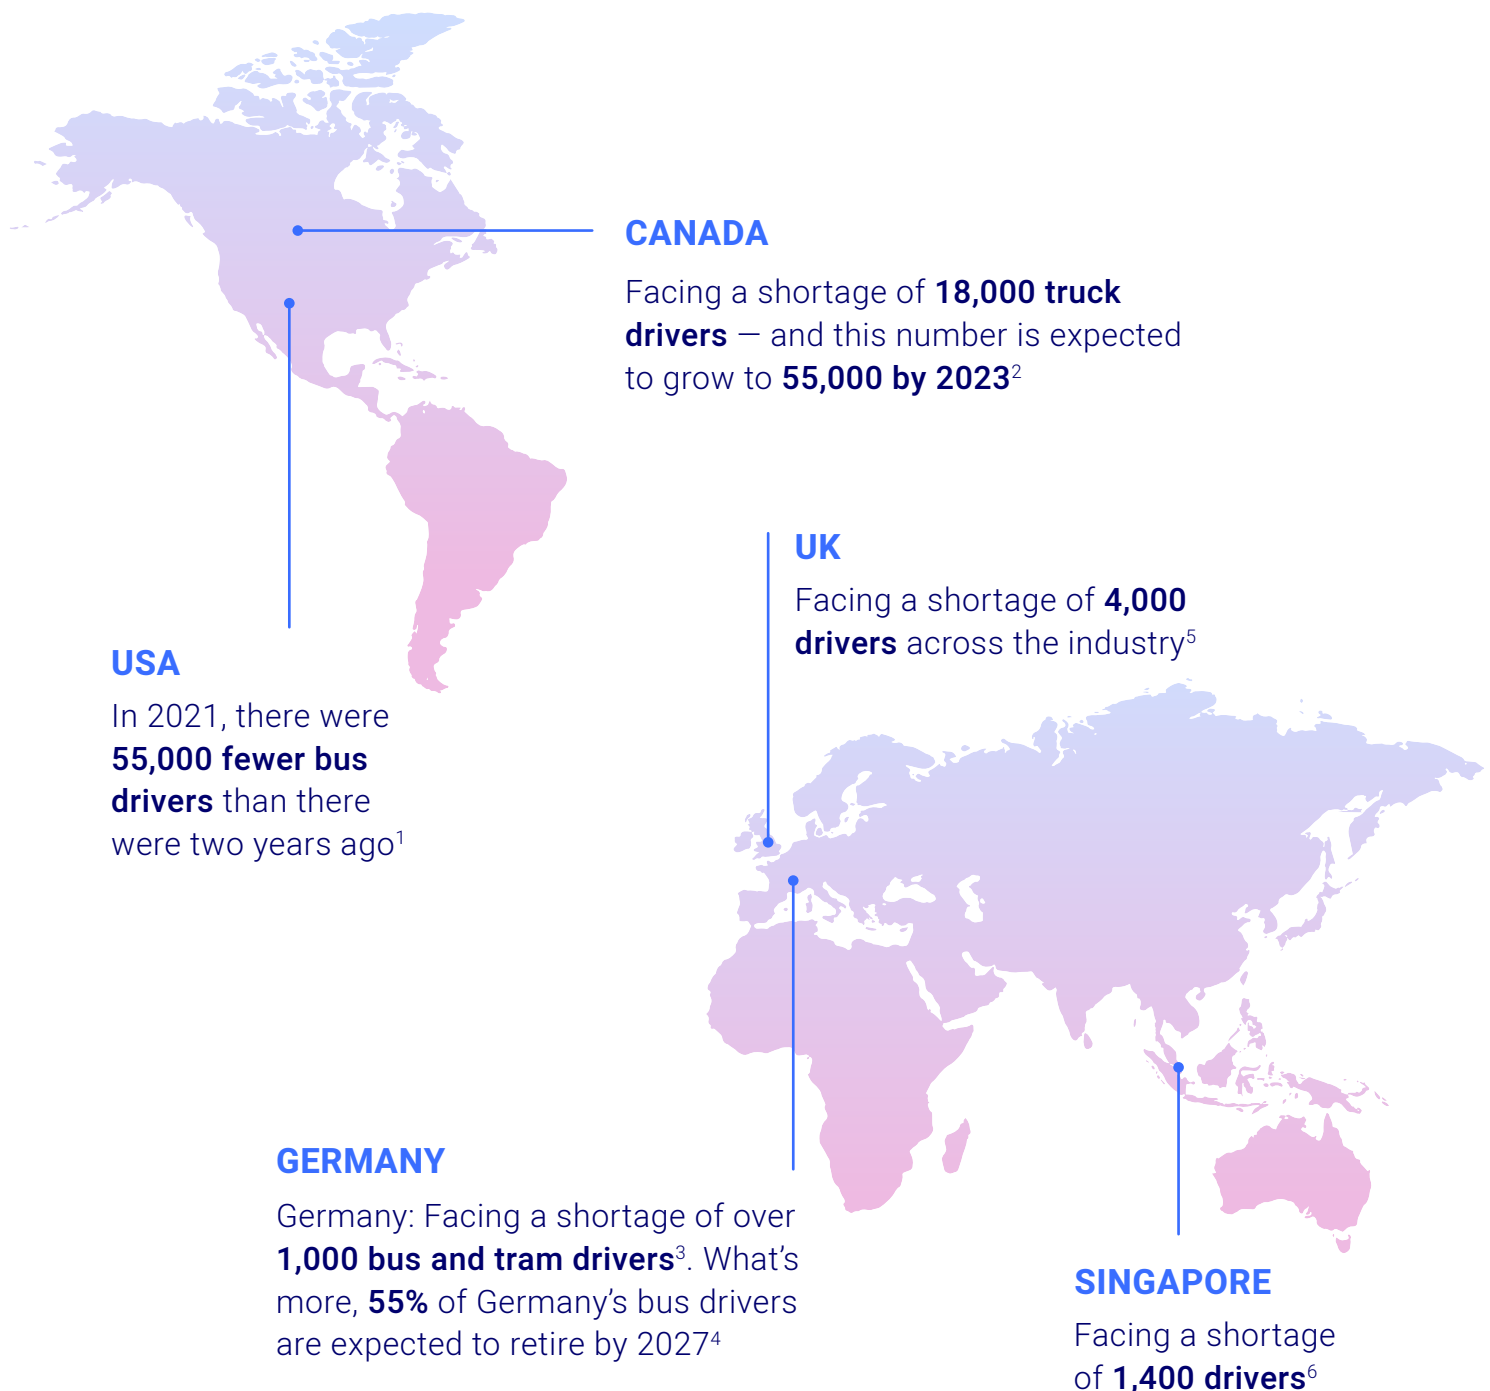 CANADA
Facing a shortage of 18,000 truck
drivers — and this number is expected
to grow to 55,000 by 2023²
UK
Facing a shortage of 4,000
drivers across the industry⁵
USA
In 2021, there were
55,000 fewer bus
drivers than there
were two years ago¹
GERMANY
Germany: Facing a shortage of over
1,000 bus and tram drivers³. What’s
more, 55% of Germany’s bus drivers
are expected to retire by 2027⁴
SINGAPORE
Facing a shortage
of 1,400 drivers⁶